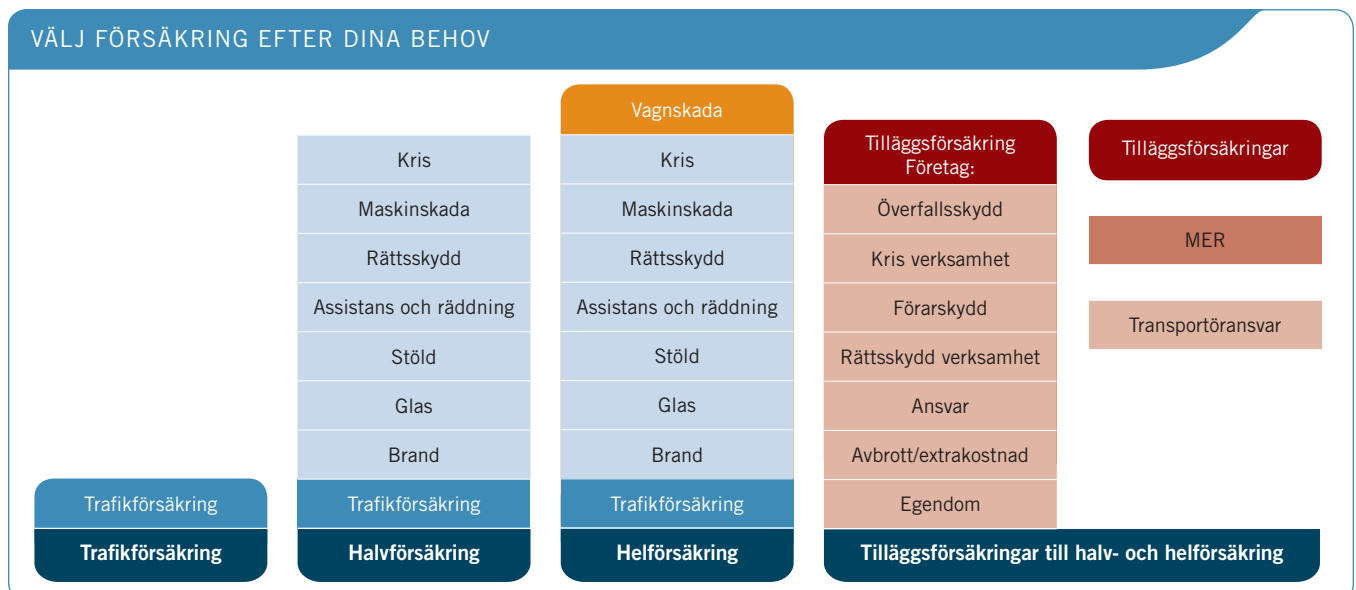 VÄLJ FÖRSÄKRING EFTER DINA BEHOV
Trafikförsäkring
Trafikförsäkring
Kris
Maskinskada
Rättsskydd
Assistans och räddning
Stöld
Glas
Brand
Trafikförsäkring
Halvförsäkring
Vagnskada
Kris
Maskinskada
Rättsskydd
Assistans och räddning
Stöld
Glas
Brand
Trafikförsäkring
Helförsäkring
Tilläggsförsäkring
Företag:
Överfallsskydd
Kris verksamhet
Förarskydd
Rättsskydd verksamhet
Ansvar
Avbrott/extrakostnad
Egendom
Tilläggsförsäkringar
MER
Transportöransvar
Tilläggsförsäkringar till halv- och helförsäkring